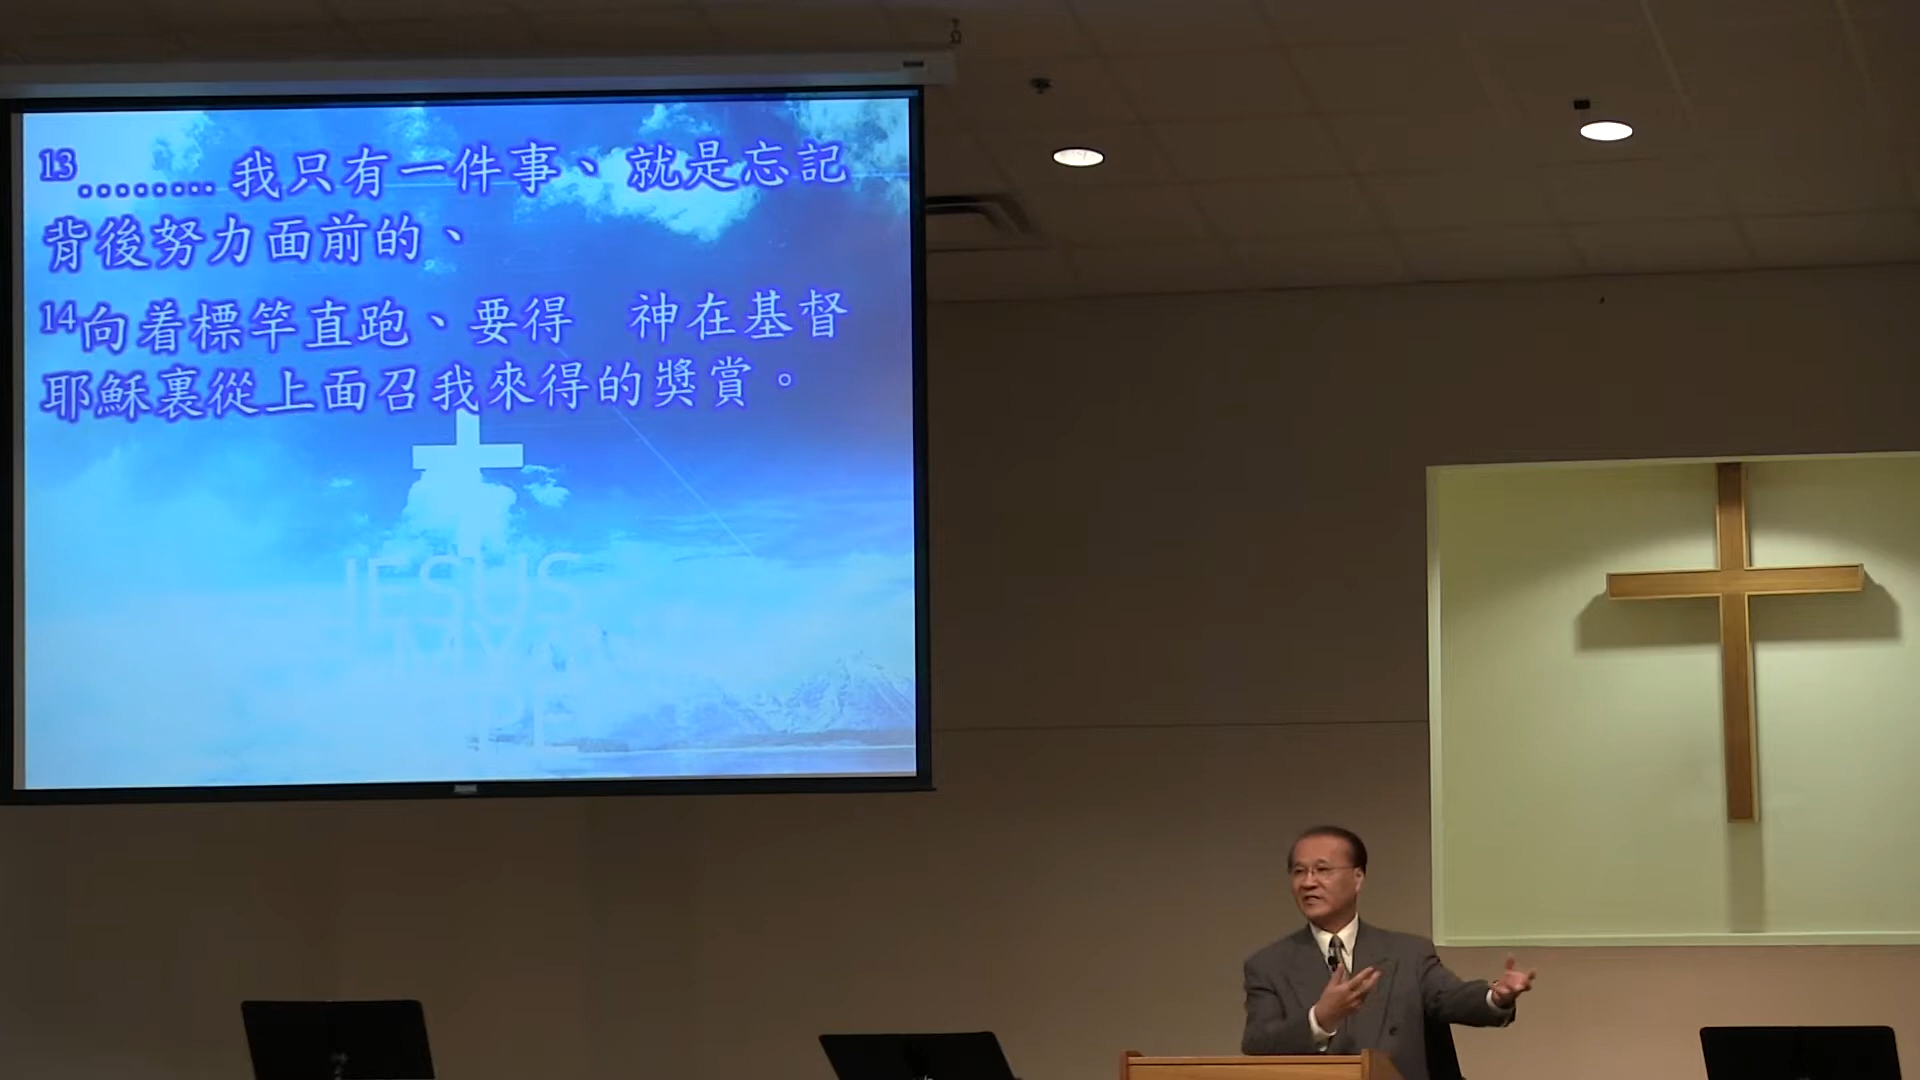 13........ 我只有一件事、就是忘記
背後努力面前的、
14向着標竿直跑、要得　神在基督
耶穌裏從上面召我來得的獎賞。
JESUS